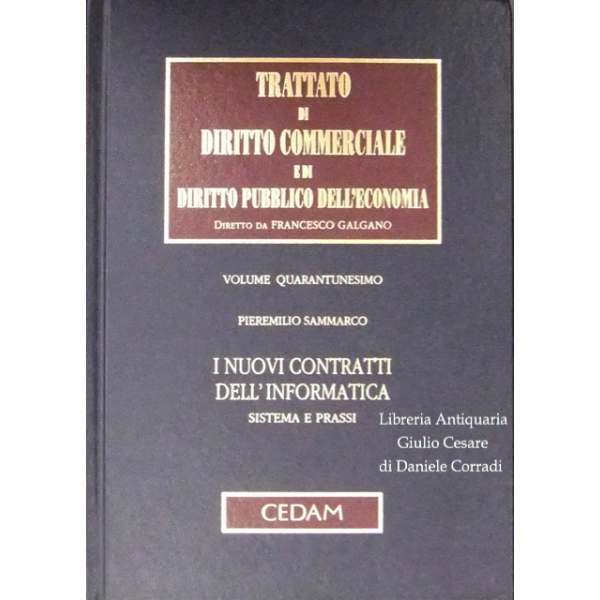 TRATTATO
DI
DIRITTO COMMERCIALE
E DI
DIRITTO PUBBLICO DELL'ECONOMIA
DIRETTO DA FRANCESCO GALGANO
VOLUME QUARANTUNESIMO
PIEREMILIO SAMMARCO
I NUOVI CONTRATTI
DELL'INFORMATICA
SISTEMA E PRASSI
Libreria Antiquaria
Giulio Cesare
di Daniele Corradi
CEDAM